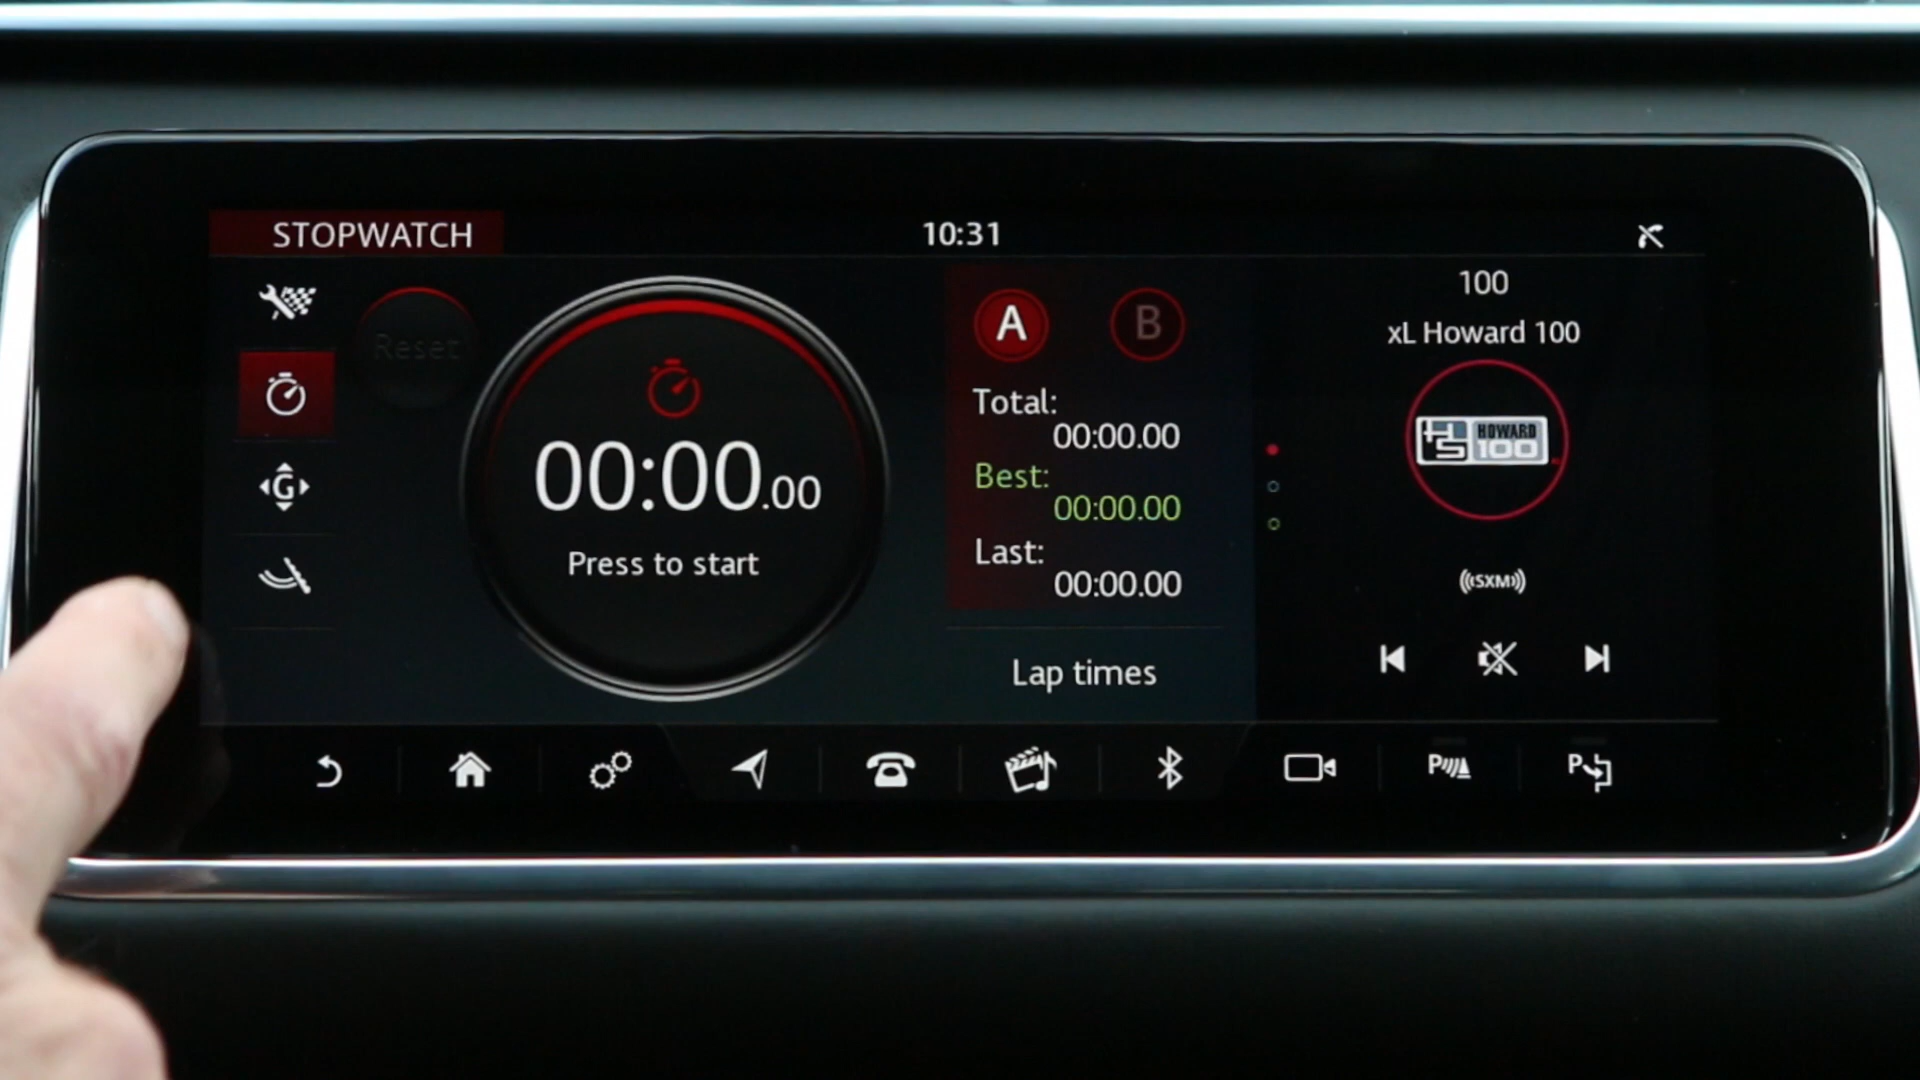 STOPWATCH
10:31
Reset
G
00:00.00
Press to start
A
B
Total:
00:00.00
Best:
00:00.00
Last:
00:00.00
Lap times
100
xL Howard 100
HS HOWARD 100
((SXM))
P
P